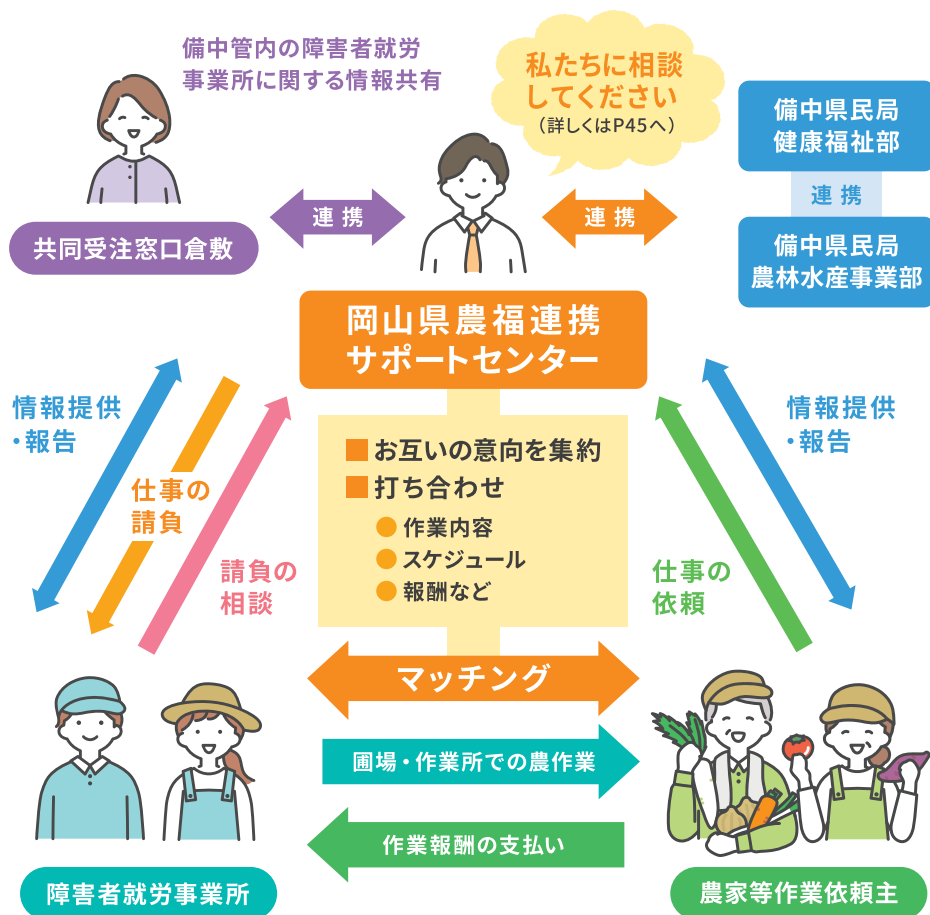 備中管内の障害者就労
事業所に関する情報共有
私たちに相談
してください
（詳しくはP45へ）
備中県民局
健康福祉部
連携
備中県民局
農林水産事業部
連携
連携
共同受注窓口倉敷
岡山県農福連携
サポートセンター
情報提供
・報告
仕事の
請負
請負の
相談
■お互いの意向を集約
■打ち合わせ
●作業内容
●スケジュール
●報酬など
仕事の
依頼
情報提供
・報告
マッチング
圃場・作業所での農作業
作業報酬の支払い
障害者就労事業所
農家等作業依頼主